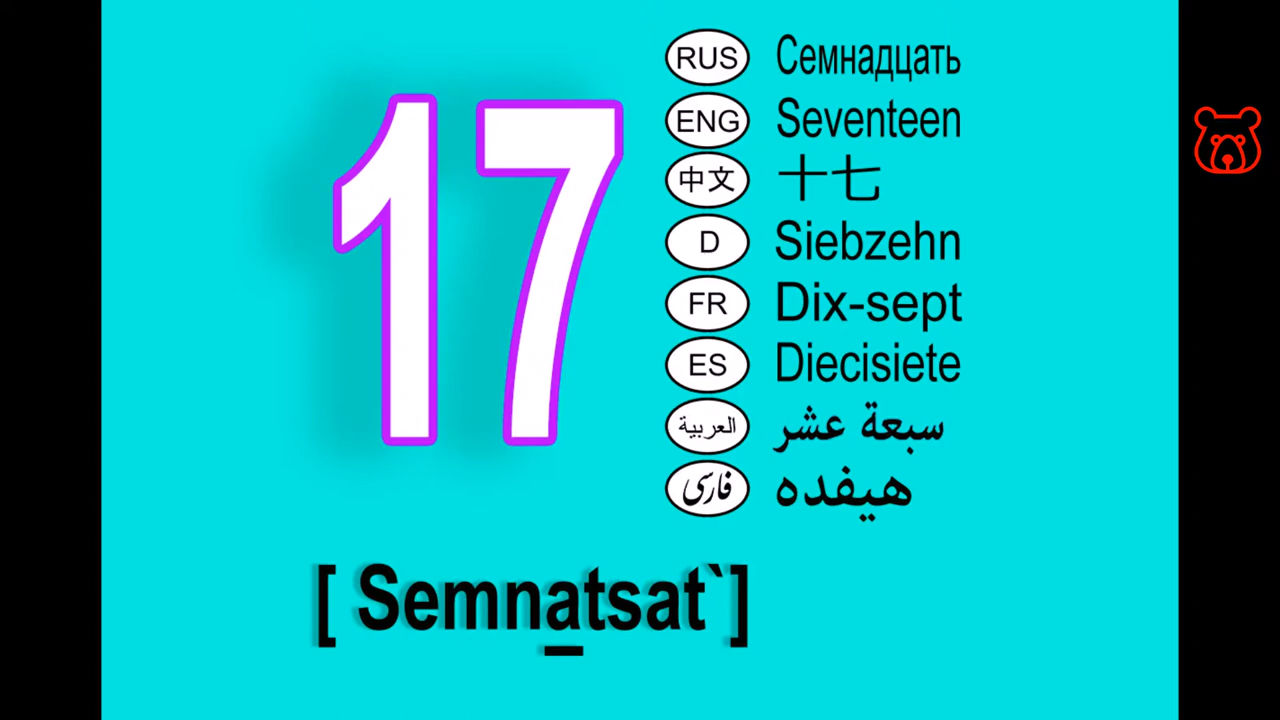 17
RUS Семнадцать
ENG Seventeen
中文 十七
D Siebzehn
FR Dix-sept
ES Diecisiete
العربية سبعة عشر
فارسی هیفده
[ Semnatsat`]